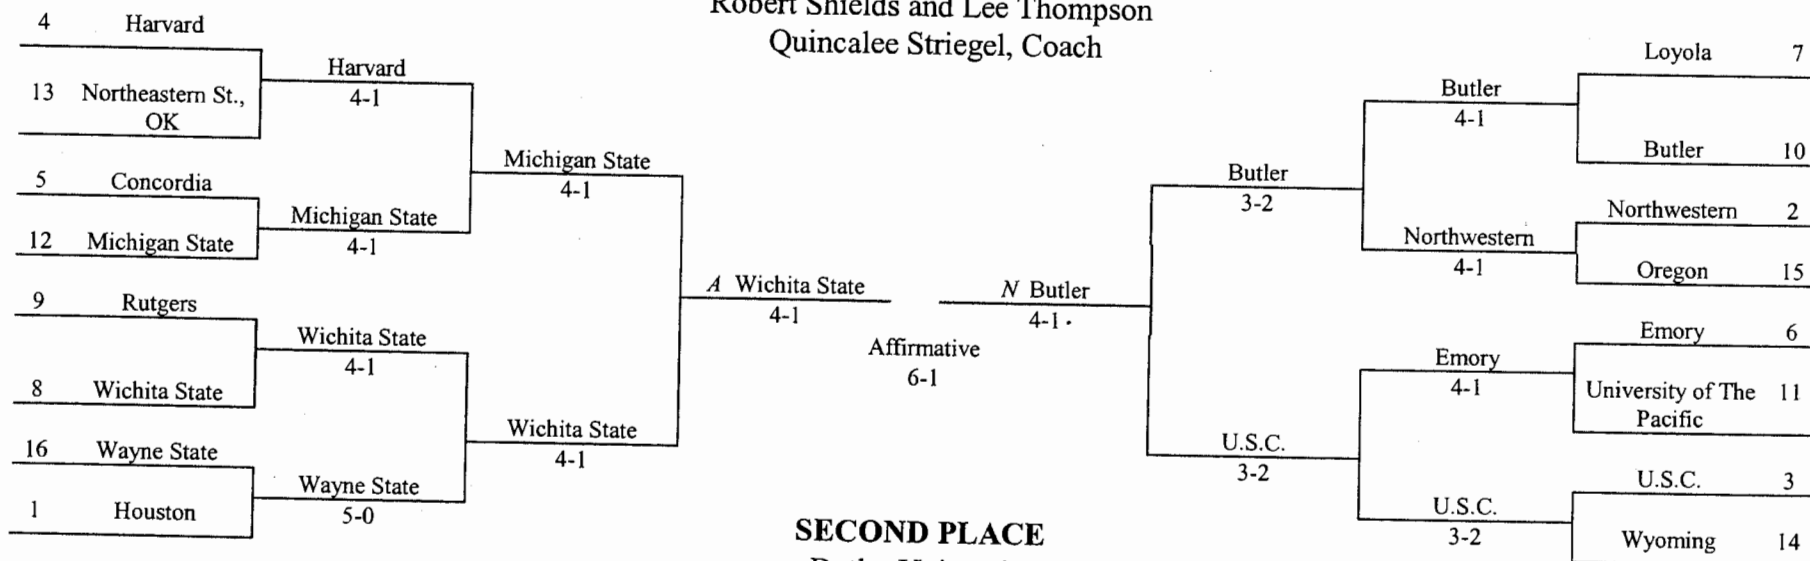 Robert Shields and Lee Thompson
Quincalee Striegel, Coach
4 Harvard
13 Northeastern St.,
OK
5 Concordia
12 Michigan State
9 Rutgers
8 Wichita State
16 Wayne State
1 Houston
Harvard
4-1
Michigan State
4-1
Wichita State
4-1
Wayne State
5-0
Michigan State
4-1
Wichita State
4-1
A Wichita State
4-1
Affirmative
6-1
N Butler
4-1
Butler
3-2
U.S.C.
3-2
Butler
4-1
Northwestern
4-1
Emory
4-1
U.S.C.
3-2
Loyola 7
Butler 10
Northwestern 2
Oregon 15
Emory 6
University of The 11
Pacific
U.S.C. 3
Wyoming 14
SECOND PLACE